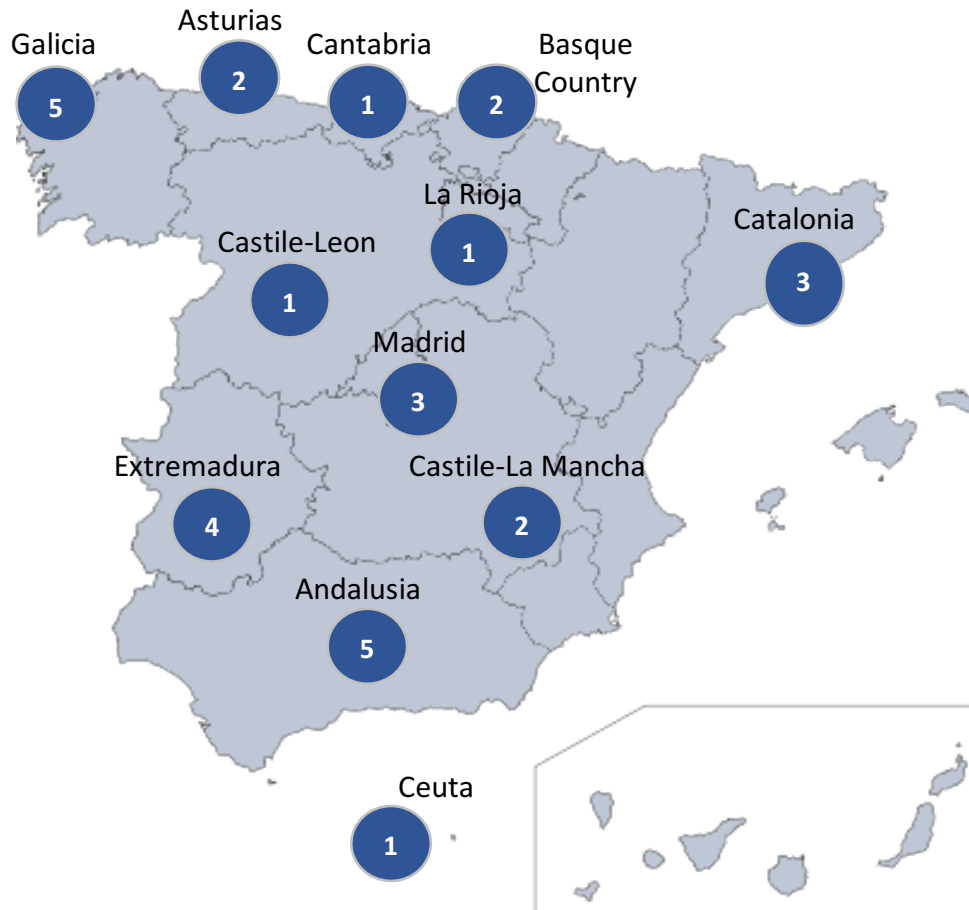 Asturias
Galicia
Cantabria
Basque
Country
2
5
1
2
La Rioja
Catalonia
Castile-Leon
1
3
1
Madrid
3
Extremadura
Castile-La Mancha
4
2
Andalusia
5
Ceuta
1